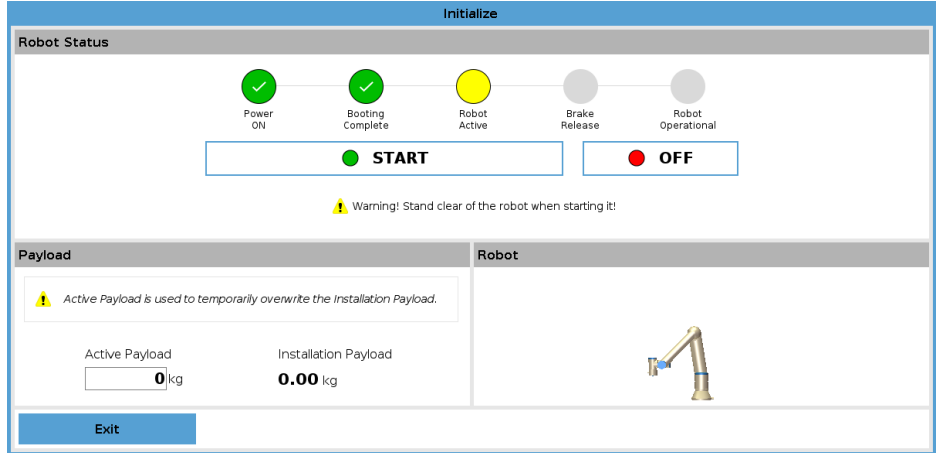 Initialize
Robot Status
Power
ON
Booting
Complete
Robot
Active
Brake
Release
Robot
Operational
START
OFF
Warning! Stand clear of the robot when starting it!
Payload
Active Payload is used to temporarily overwrite the Installation Payload.
Active Payload
0 kg
Installation Payload
0.00 kg
Robot
Exit